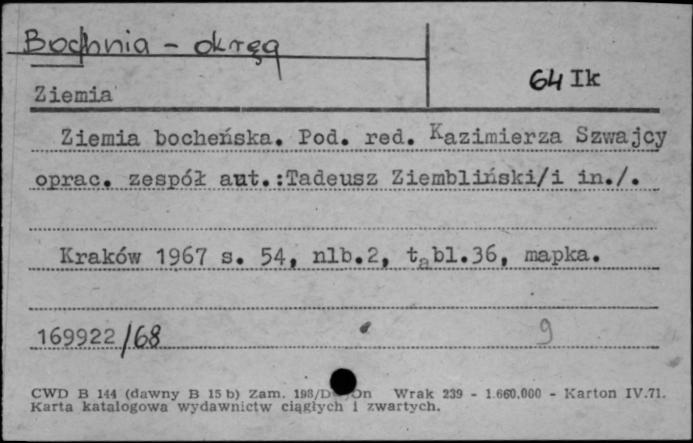 Bochnia - okręg
64 Ik
Ziemia
Ziemia bocheńska. Pod. red. Kazimierza Szwajcy
oprac. zespół aut.:Tadeusz Ziembliński/i in./.
Kraków 1967 s. 54, nlb.2, tabl.36, mapka.
169922/68 9
CWD B 144 (dawny B 15 b) Zam. 198/ Wrak 239 - 1.660.000 - Karton IV.71.
Karta katalogowa wydawnictw ciągłych i zwartych.